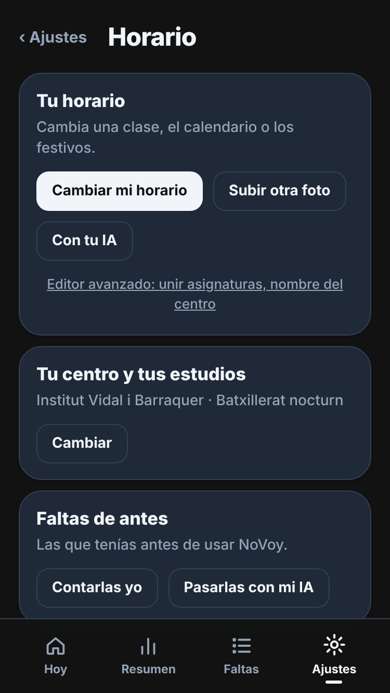 ‹ Ajustes Horario
Tu horario
Cambia una clase, el calendario o los
festivos.
Cambiar mi horario Subir otra foto
Con tu IA
Editor avanzado: unir asignaturas, nombre del
centro
Tu centro y tus estudios
Institut Vidal i Barraquer · Batxillerat nocturn
Cambiar
Faltas de antes
Las que tenías antes de usar NoVoy.
Contarlas yo Pasarlas con mi IA
Hoy Resumen Faltas Ajustes